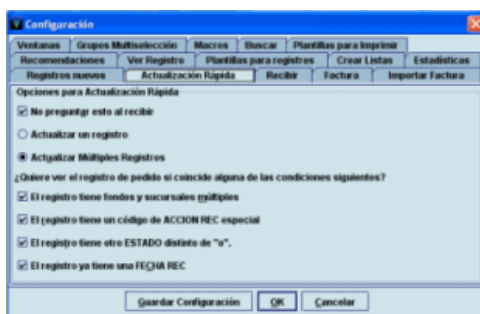 Configuración
Ventanas Grupos Multiselección Macros Buscar Plantillas para Imprimir
Recomendaciones Ver Registro Plantillas para registros Crear Listas Estadísticas
Registros nuevos Actualización Rápida Recibir Factura Importar Factura
Opciones para Actualización Rápida
No preguntar esto al recibir
Actualizar un registro
Actualizar Múltiples Registros
¿Quiere ver el registro de pedido si coincide alguna de las condiciones siguientes?
El registro tiene fondos y sucursales múltiples
El registro tiene un código de ACCION REC especial
El registro tiene otro ESTADO distinto de "o".
El registro ya tiene una FECHA REC
Guardar Configuración OK Cancelar